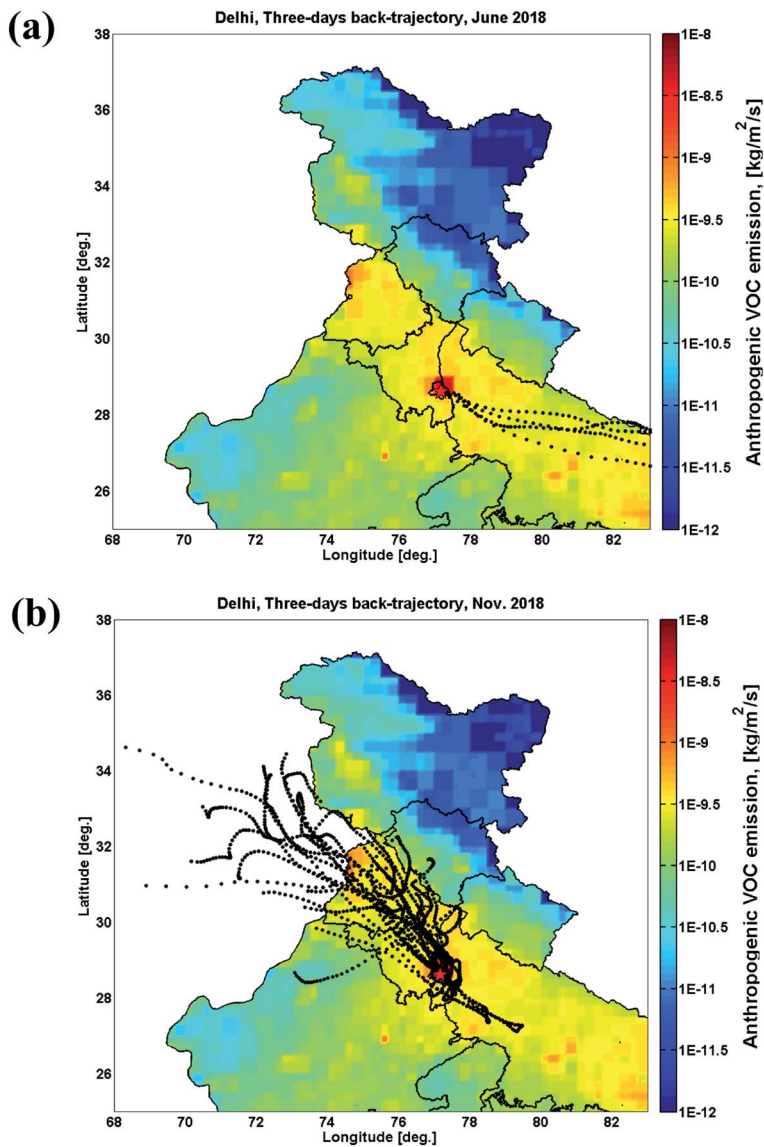 (a)
Delhi, Three-days back-trajectory, June 2018
38
36
34
32
30
28
26
Latitude [deg.]
68 70 72 74 76 78 80 82
Longitude [deg.]
1E-8
1E-8.5
1E-9
1E-9.5
1E-10
1E-10.5
1E-11
1E-11.5
1E-12
Anthropogenic VOC emission, [kg/m²/s]
(b)
Delhi, Three-days back-trajectory, Nov. 2018
38
36
34
32
30
28
26
Latitude [deg.]
68 70 72 74 76 78 80 82
Longitude [deg.]
1E-8
1E-8.5
1E-9
1E-9.5
1E-10
1E-10.5
1E-11
1E-11.5
1E-12
Anthropogenic VOC emission, [kg/m²/s]